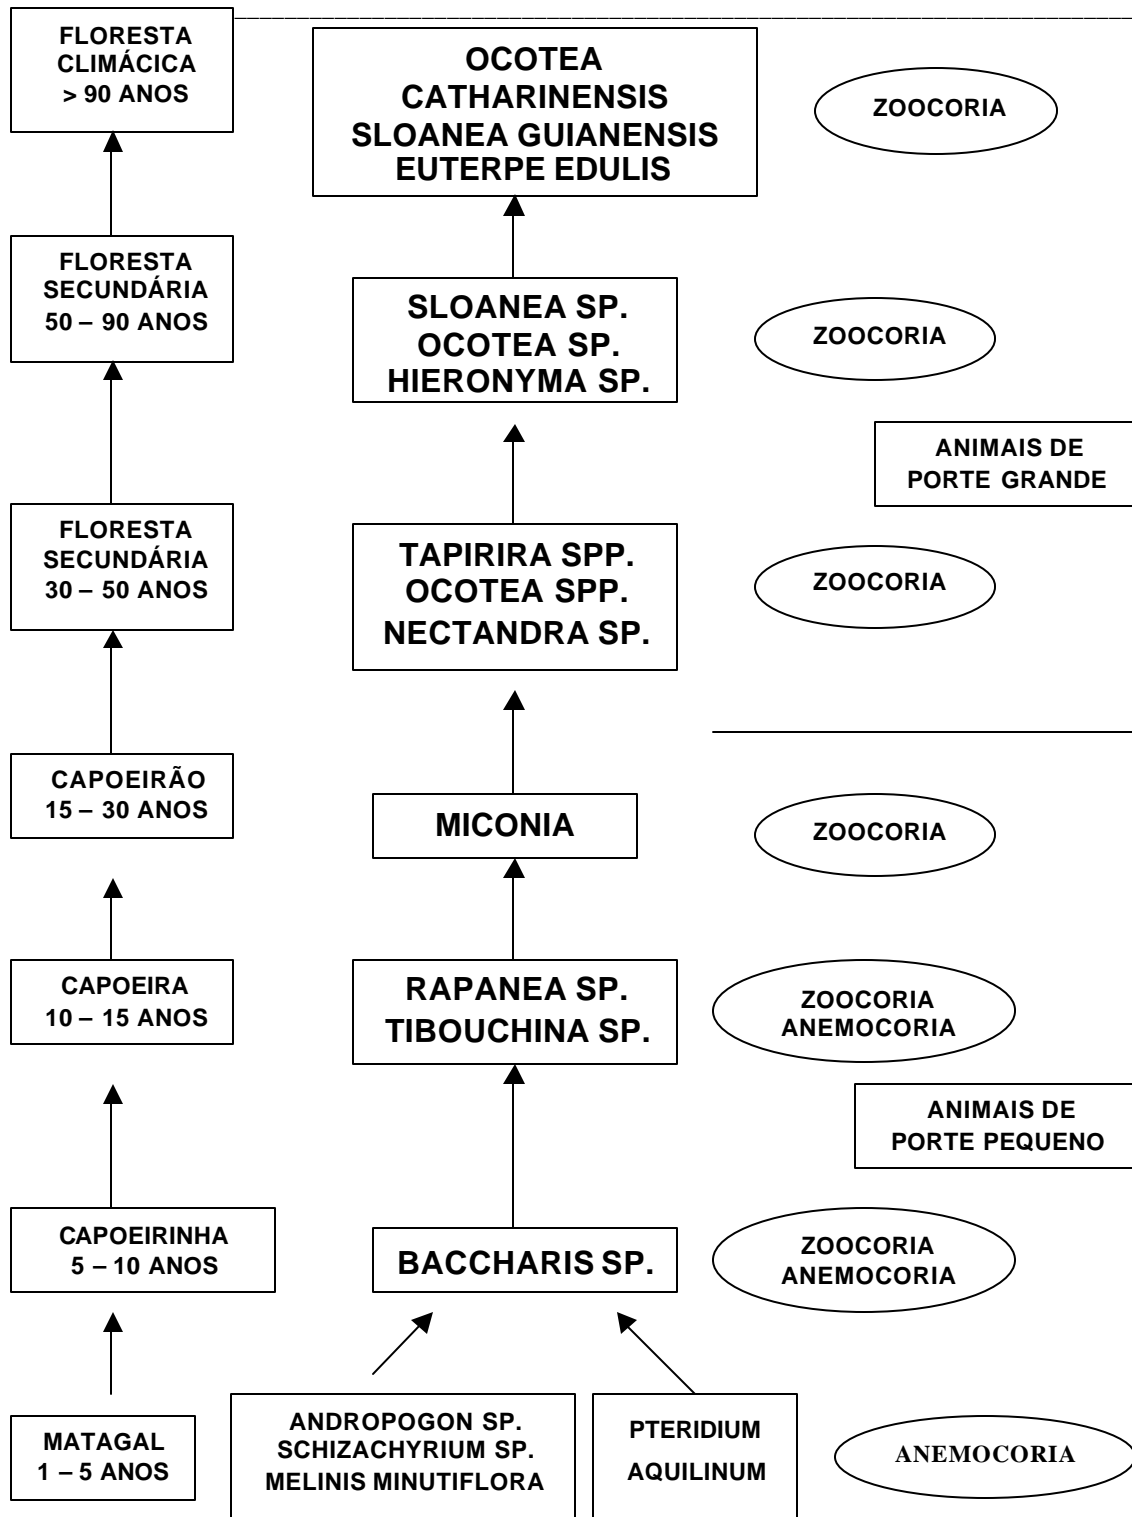 FLORESTA
CLIMÁCICA
> 90 ANOS
OCOTEA
CATHARINENSIS
SLOANEA GUIANENSIS
EUTERPE EDULIS
ZOOCORIA
FLORESTA
SECUNDÁRIA
50 – 90 ANOS
SLOANEA SP.
OCOTEA SP.
HIERONYMA SP.
ZOOCORIA
ANIMAIS DE
PORTE GRANDE
FLORESTA
SECUNDÁRIA
30 – 50 ANOS
TAPIRIRA SPP.
OCOTEA SPP.
NECTANDRA SP.
ZOOCORIA
CAPOEIRÃO
15 – 30 ANOS
MICONIA
ZOOCORIA
CAPOEIRA
10 – 15 ANOS
RAPANEA SP.
TIBOUCHINA SP.
ZOOCORIA
ANEMOCORIA
ANIMAIS DE
PORTE PEQUENO
CAPOEIRINHA
5 – 10 ANOS
BACCHARIS SP.
ZOOCORIA
ANEMOCORIA
MATAGAL
1 – 5 ANOS
ANDROPOGON SP.
SCHIZACHYRIUM SP.
MELINIS MINUTIFLORA
PTERIDIUM
AQUILINUM
ANEMOCORIA